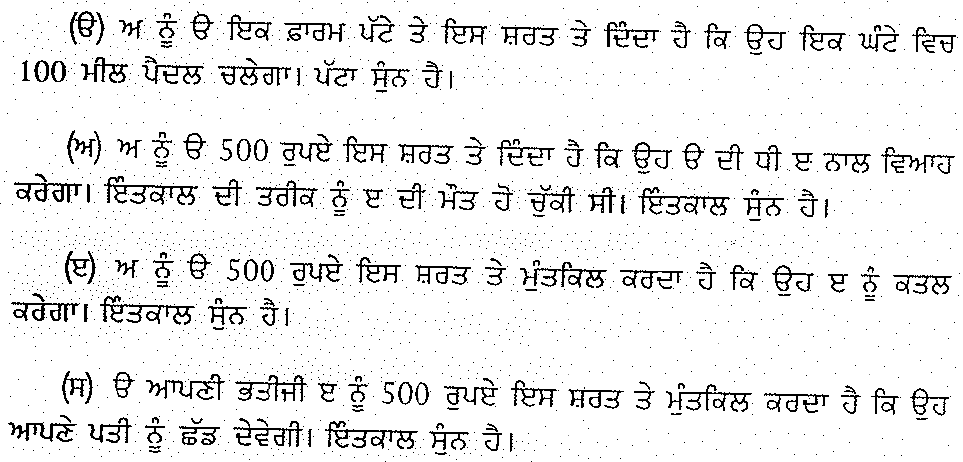 (ੳ) ਅ ਨੂੰ ੳ ਇਕ ਫ਼ਾਰਮ ਪੱਟੇ ਤੇ ਇਸ ਸ਼ਰਤ ਤੇ ਦਿੰਦਾ ਹੈ ਕਿ ਉਹ ਇਕ ਘੰਟੇ ਵਿਚ
100 ਮੀਲ ਪੈਦਲ ਚਲੇਗਾ। ਪੱਟਾ ਸੁੰਨ ਹੈ।
(ਅ) ਅ ਨੂੰ ੳ 500 ਰੁਪਏ ਇਸ ਸ਼ਰਤ ਤੇ ਦਿੰਦਾ ਹੈ ਕਿ ਉਹ ੳ ਦੀ ਧੀ ੲ ਨਾਲ ਵਿਆਹ
ਕਰੇਗਾ। ਇੰਤਕਾਲ ਦੀ ਤਰੀਕ ਨੂੰ ੲ ਦੀ ਮੌਤ ਹੋ ਚੁੱਕੀ ਸੀ। ਇੰਤਕਾਲ ਸੁੰਨ ਹੈ।
(ੲ) ਅ ਨੂੰ ੳ 500 ਰੁਪਏ ਇਸ ਸ਼ਰਤ ਤੇ ਮੁੰਤਕਿਲ ਕਰਦਾ ਹੈ ਕਿ ਉਹ ੲ ਨੂੰ ਕਤਲ
ਕਰੇਗਾ। ਇੰਤਕਾਲ ਸੁੰਨ ਹੈ।
(ਸ) ੳ ਆਪਣੀ ਭਤੀਜੀ ੲ ਨੂੰ 500 ਰੁਪਏ ਇਸ ਸ਼ਰਤ ਤੇ ਮੁੰਤਕਿਲ ਕਰਦਾ ਹੈ ਕਿ ਉਹ
ਆਪਣੇ ਪਤੀ ਨੂੰ ਛੱਡ ਦੇਵੇਗੀ। ਇੰਤਕਾਲ ਸੁੰਨ ਹੈ।